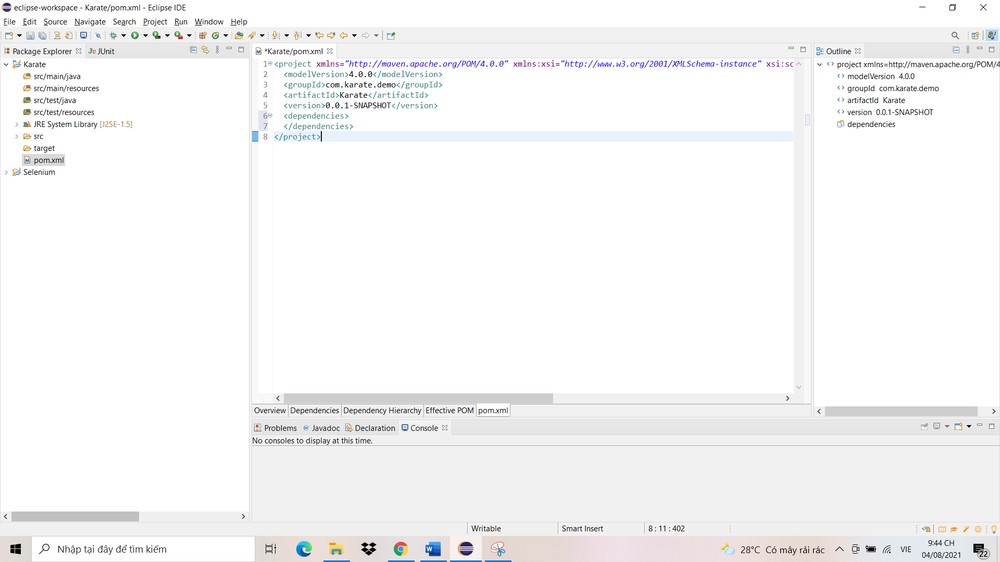 eclipse-workspace - Karate/pom.xml - Eclipse IDE
File Edit Source Navigate Search Project Run Window Help
Package Explorer
JUnit
Karate
src/main/java
src/main/resources
src/test/java
src/test/resources
JRE System Library [J2SE-1.5]
src
target
pom.xml
Selenium
*Karate/pom.xml
1 <project xmlns="http://maven.apache.org/POM/4.0.0" xmlns:xsi="http://www.w3.org/2001/XMLSchema-instance" xsi:sc
2 <modelVersion>4.0.0</modelVersion>
3 <groupId>com.karate.demo</groupId>
4 <artifactId>Karate</artifactId>
5 <version>0.0.1-SNAPSHOT</version>
6 <dependencies>
7 </dependencies>
8 </project>
Overview Dependencies Dependency Hierarchy Effective POM pom.xml
Outline
project xmlns=http://maven.apache.org/POM/4
modelVersion 4.0.0
groupId com.karate.demo
artifactId Karate
version 0.0.1-SNAPSHOT
dependencies
Problems @ Javadoc Declaration Console
No consoles to display at this time.
Writable Smart Insert 8 : 11 : 402
Nhập tại đây để tìm kiếm
28°C Có mây rải rác
VIE
9:44 CH
04/08/2021
22